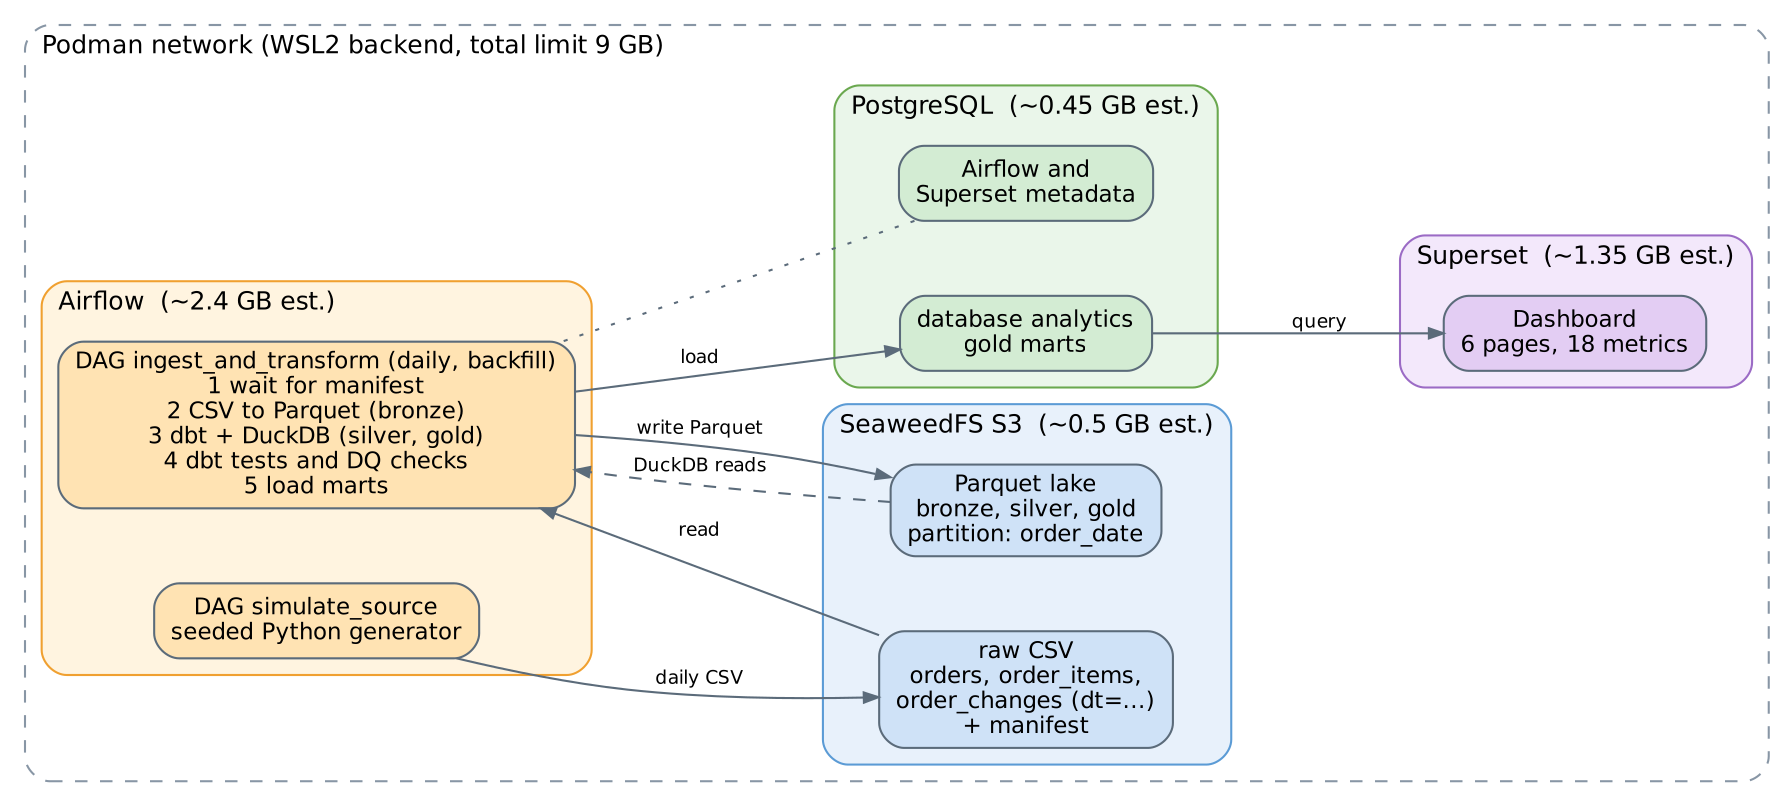 Podman network (WSL2 backend, total limit 9 GB)
PostgreSQL  (~0.45 GB est.)
Airflow and
Superset metadata
database analytics
gold marts
Superset  (~1.35 GB est.)
Dashboard
6 pages, 18 metrics
query
Airflow  (~2.4 GB est.)
DAG ingest_and_transform (daily, backfill)
1 wait for manifest
2 CSV to Parquet (bronze)
3 dbt + DuckDB (silver, gold)
4 dbt tests and DQ checks
5 load marts
load
write Parquet
DuckDB reads
read
SeaweedFS S3  (~0.5 GB est.)
Parquet lake
bronze, silver, gold
partition: order_date
DAG simulate_source
seeded Python generator
daily CSV
raw CSV
orders, order_items,
order_changes (dt=...)
+ manifest